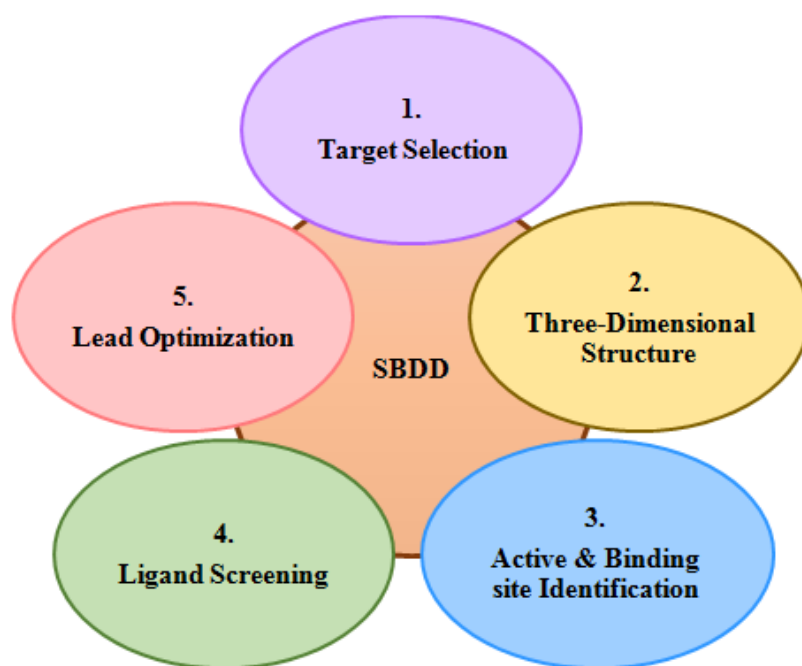 1.
Target Selection
2.
Three-Dimensional
Structure
3.
Active & Binding
site Identification
4.
Ligand Screening
5.
Lead Optimization
SBDD